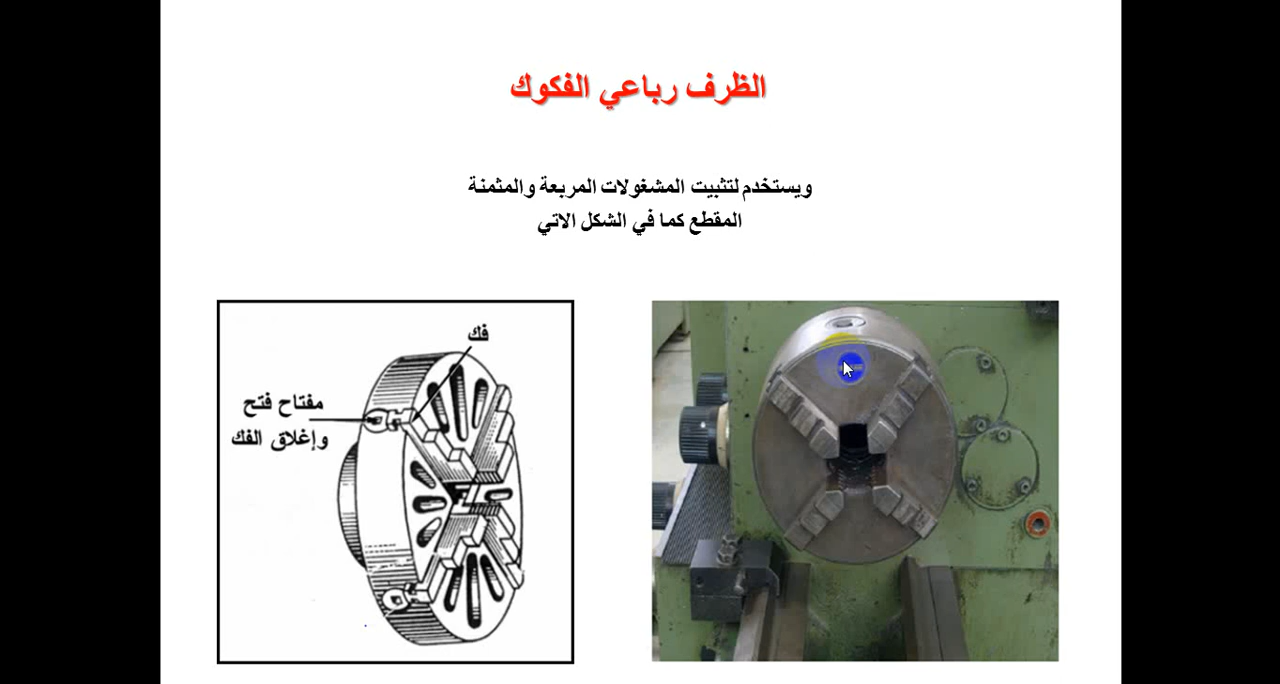 الظرف رباعي الفكوك
ويستخدم لتثبيت المشغولات المربعة والمثمنة
المقطع كما في الشكل الاتي
فك
مفتاح فتح
وإغلاق الفك